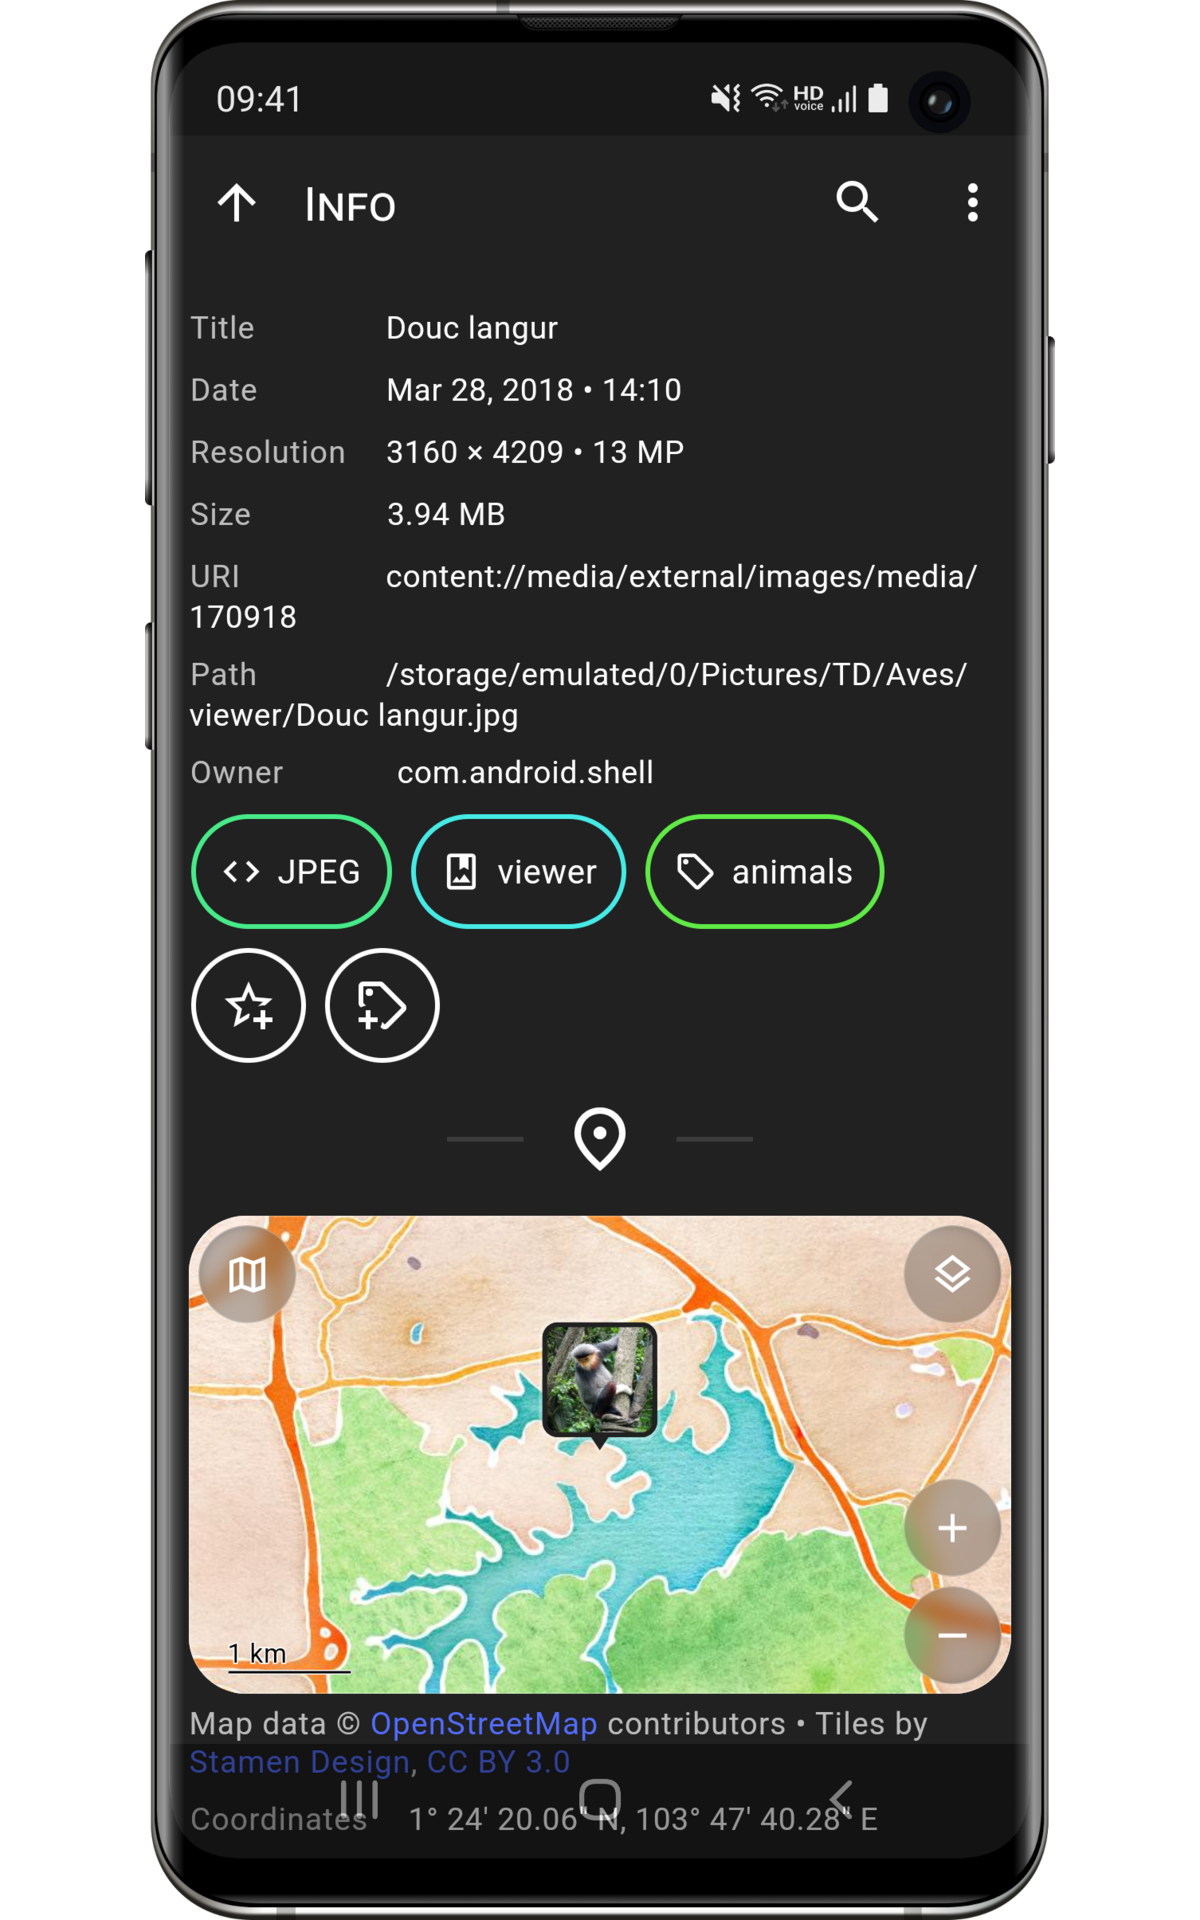 09:41 HD voice
INFO
Title Douc langur
Date Mar 28, 2018 • 14:10
Resolution 3160 × 4209 • 13 MP
Size 3.94 MB
URI content://media/external/images/media/
170918
Path /storage/emulated/0/Pictures/TD/Aves/
viewer/Douc langur.jpg
Owner com.android.shell
JPEG viewer animals
1 km
Map data © OpenStreetMap contributors • Tiles by
Stamen Design, CC BY 3.0
Coordinates 1° 24' 20.06" N, 103° 47' 40.28" E